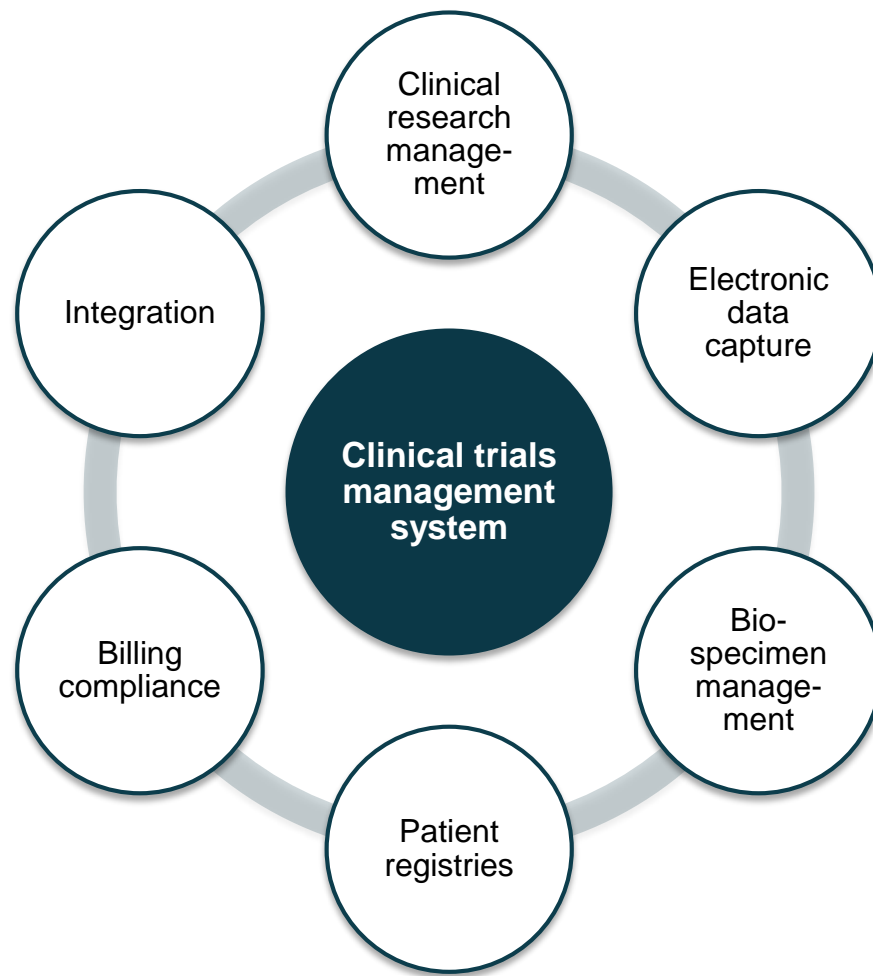 Clinical
research
manage-
ment
Electronic
data
capture
Integration
Clinical trials
management
system
Bio-
specimen
manage-
ment
Billing
compliance
Patient
registries